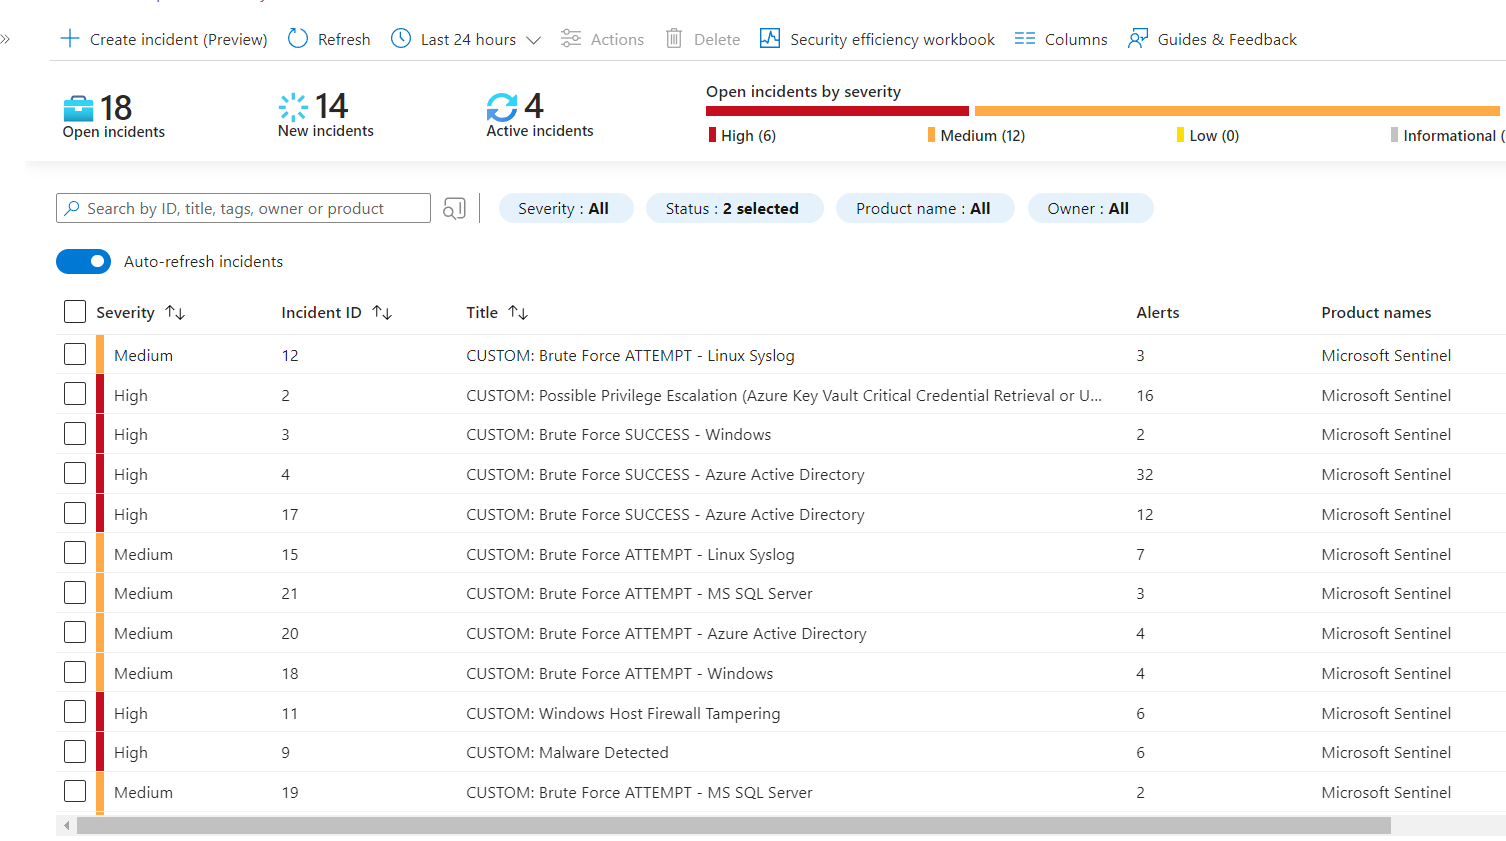 Create incident (Preview) Refresh Last 24 hours Actions Delete Security efficiency workbook Columns Guides & Feedback
18 14 4
Open incidents New incidents Active incidents
Open incidents by severity
High (6) Medium (12) Low (0) Informational (
Search by ID, title, tags, owner or product Severity : All Status : 2 selected Product name : All Owner : All
Auto-refresh incidents
Severity Incident ID Title Alerts Product names
Medium 12 CUSTOM: Brute Force ATTEMPT - Linux Syslog 3 Microsoft Sentinel
High 2 CUSTOM: Possible Privilege Escalation (Azure Key Vault Critical Credential Retrieval or U... 16 Microsoft Sentinel
High 3 CUSTOM: Brute Force SUCCESS - Windows 2 Microsoft Sentinel
High 4 CUSTOM: Brute Force SUCCESS - Azure Active Directory 32 Microsoft Sentinel
High 17 CUSTOM: Brute Force SUCCESS - Azure Active Directory 12 Microsoft Sentinel
Medium 15 CUSTOM: Brute Force ATTEMPT - Linux Syslog 7 Microsoft Sentinel
Medium 21 CUSTOM: Brute Force ATTEMPT - MS SQL Server 3 Microsoft Sentinel
Medium 20 CUSTOM: Brute Force ATTEMPT - Azure Active Directory 4 Microsoft Sentinel
Medium 18 CUSTOM: Brute Force ATTEMPT - Windows 4 Microsoft Sentinel
High 11 CUSTOM: Windows Host Firewall Tampering 6 Microsoft Sentinel
High 9 CUSTOM: Malware Detected 6 Microsoft Sentinel
Medium 19 CUSTOM: Brute Force ATTEMPT - MS SQL Server 2 Microsoft Sentinel